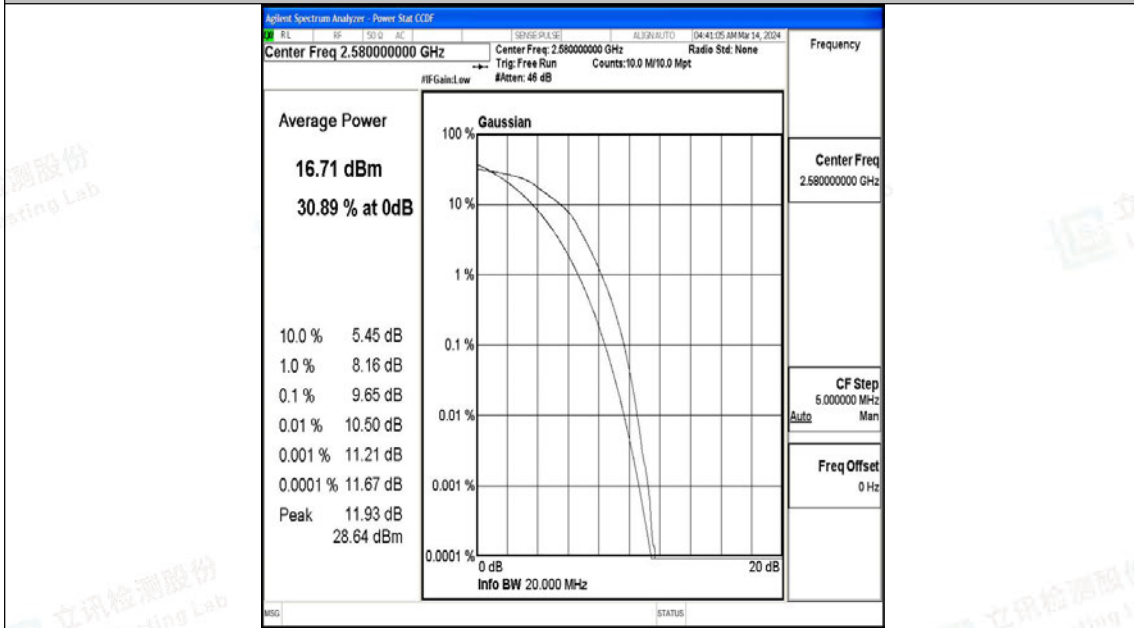 Agilent Spectrum Analyzer - Power Stat CCDF
RL RF 50 Ω AC SENSE:PULSE ALIGN AUTO 04:41:05 AM Mar 14, 2024
Center Freq 2.580000000 GHz
Center Freq: 2.580000000 GHz Radio Std: None
Trig: Free Run Counts:10.0 M/10.0 Mpt
#IFGain:Low #Atten: 46 dB
Frequency
Average Power
16.71 dBm
30.89 % at 0dB
10.0 % 5.45 dB
1.0 % 8.16 dB
0.1 % 9.65 dB
0.01 % 10.50 dB
0.001 % 11.21 dB
0.0001 % 11.67 dB
Peak 11.93 dB
28.64 dBm
Gaussian
100 %
10 %
1 %
0.1 %
0.01 %
0.001 %
0.0001 %
0 dB 20 dB
Info BW 20.000 MHz
Center Freq
2.580000000 GHz
CF Step
5.000000 MHz
Auto Man
Freq Offset
0 Hz
MSG STATUS
立讯检测股份